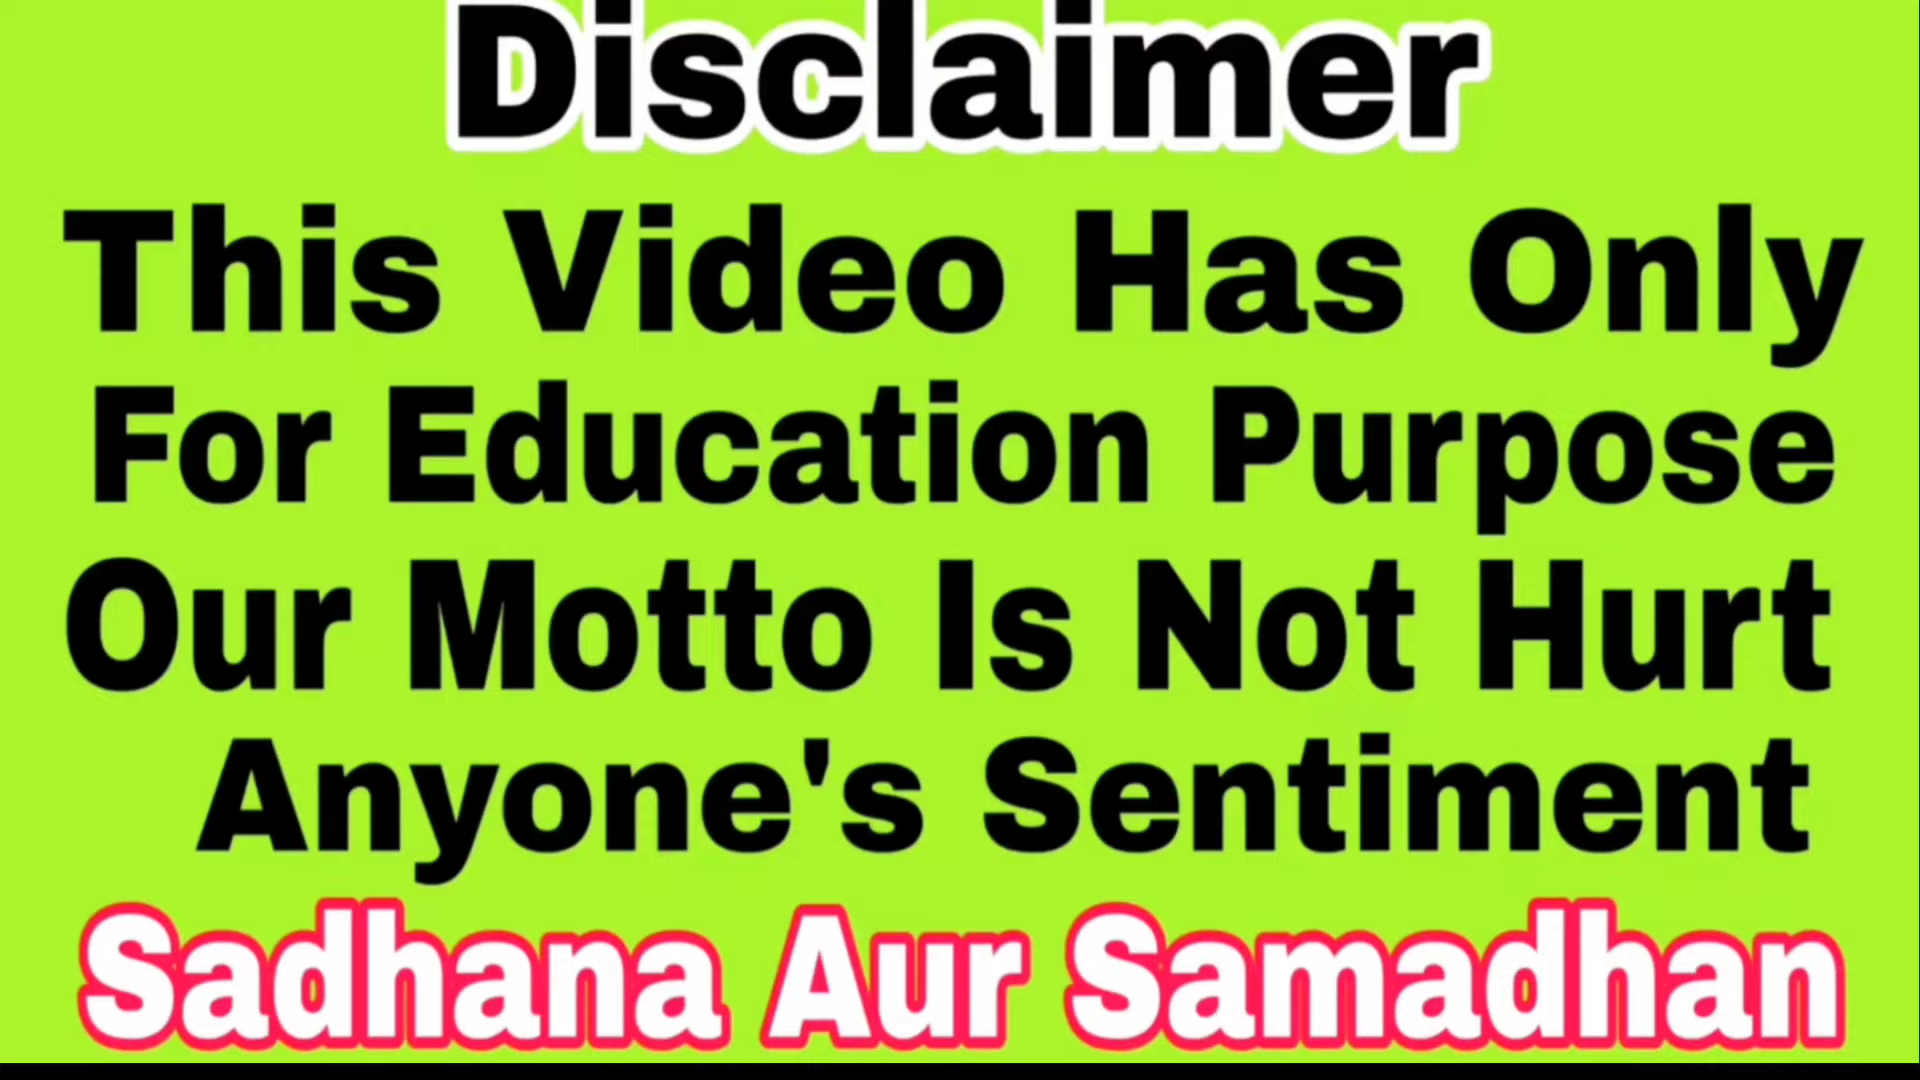 Disclaimer
This Video Has Only
For Education Purpose
Our Motto Is Not Hurt
Anyone's Sentiment
Sadhana Aur Samadhan